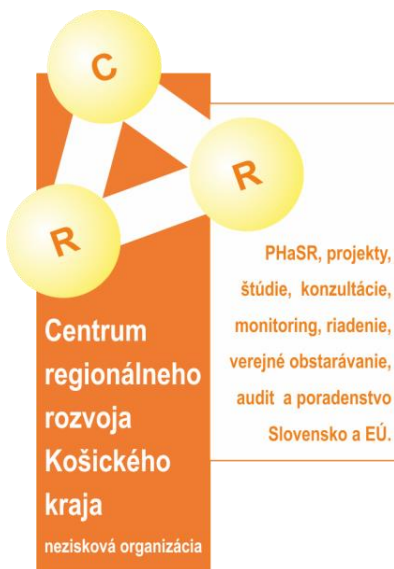 C
R
R
PHaSR, projekty,
štúdie, konzultácie,
monitoring, riadenie,
verejné obstarávanie,
audit a poradenstvo
Slovensko a EÚ.
Centrum
regionálneho
rozvoja
Košického
kraja
nezisková organizácia